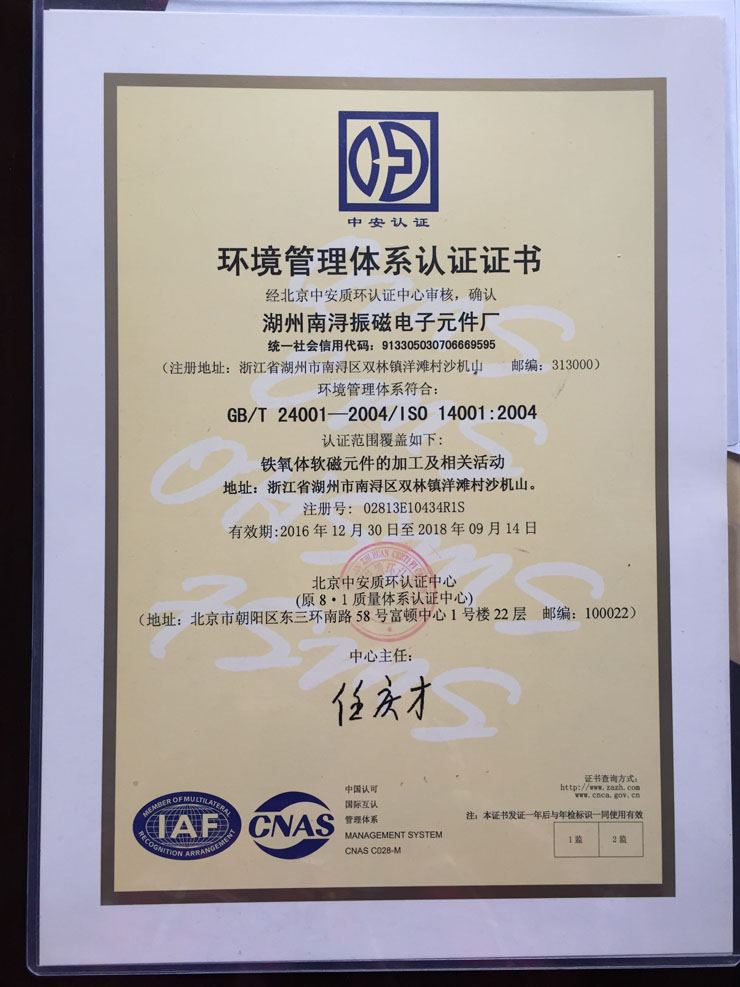 中安认证
环境管理体系认证证书
经北京中安质环认证中心审核，确认
湖州南浔振磁电子元件厂
统一社会信用代码：913305030706669595
（注册地址：浙江省湖州市南浔区双林镇洋滩村沙机山　邮编：313000）
环境管理体系符合：
GB/T 24001—2004/ISO 14001:2004
认证范围覆盖如下：
铁氧体软磁元件的加工及相关活动
地址：浙江省湖州市南浔区双林镇洋滩村沙机山。
注册号：02813E10434R1S
有效期:2016 年 12 月 30 日至 2018 年 09 月 14 日
北京中安质环认证中心
(原 8·1 质量体系认证中心)
（地址：北京市朝阳区东三环南路 58 号富顿中心 1 号楼 22 层　邮编：100022）
中心主任：
任庆才
MEMBER OF MULTILATERAL
IAF
RECOGNITION ARRANGEMENT
CNAS
中国认可
国际互认
管理体系
MANAGEMENT SYSTEM
CNAS C028-M
证书查询方式：
http://www.zazh.com
www.cnca.gov.cn
注：本证书发证一年后与年检标识一同使用有效
1 监　2 监